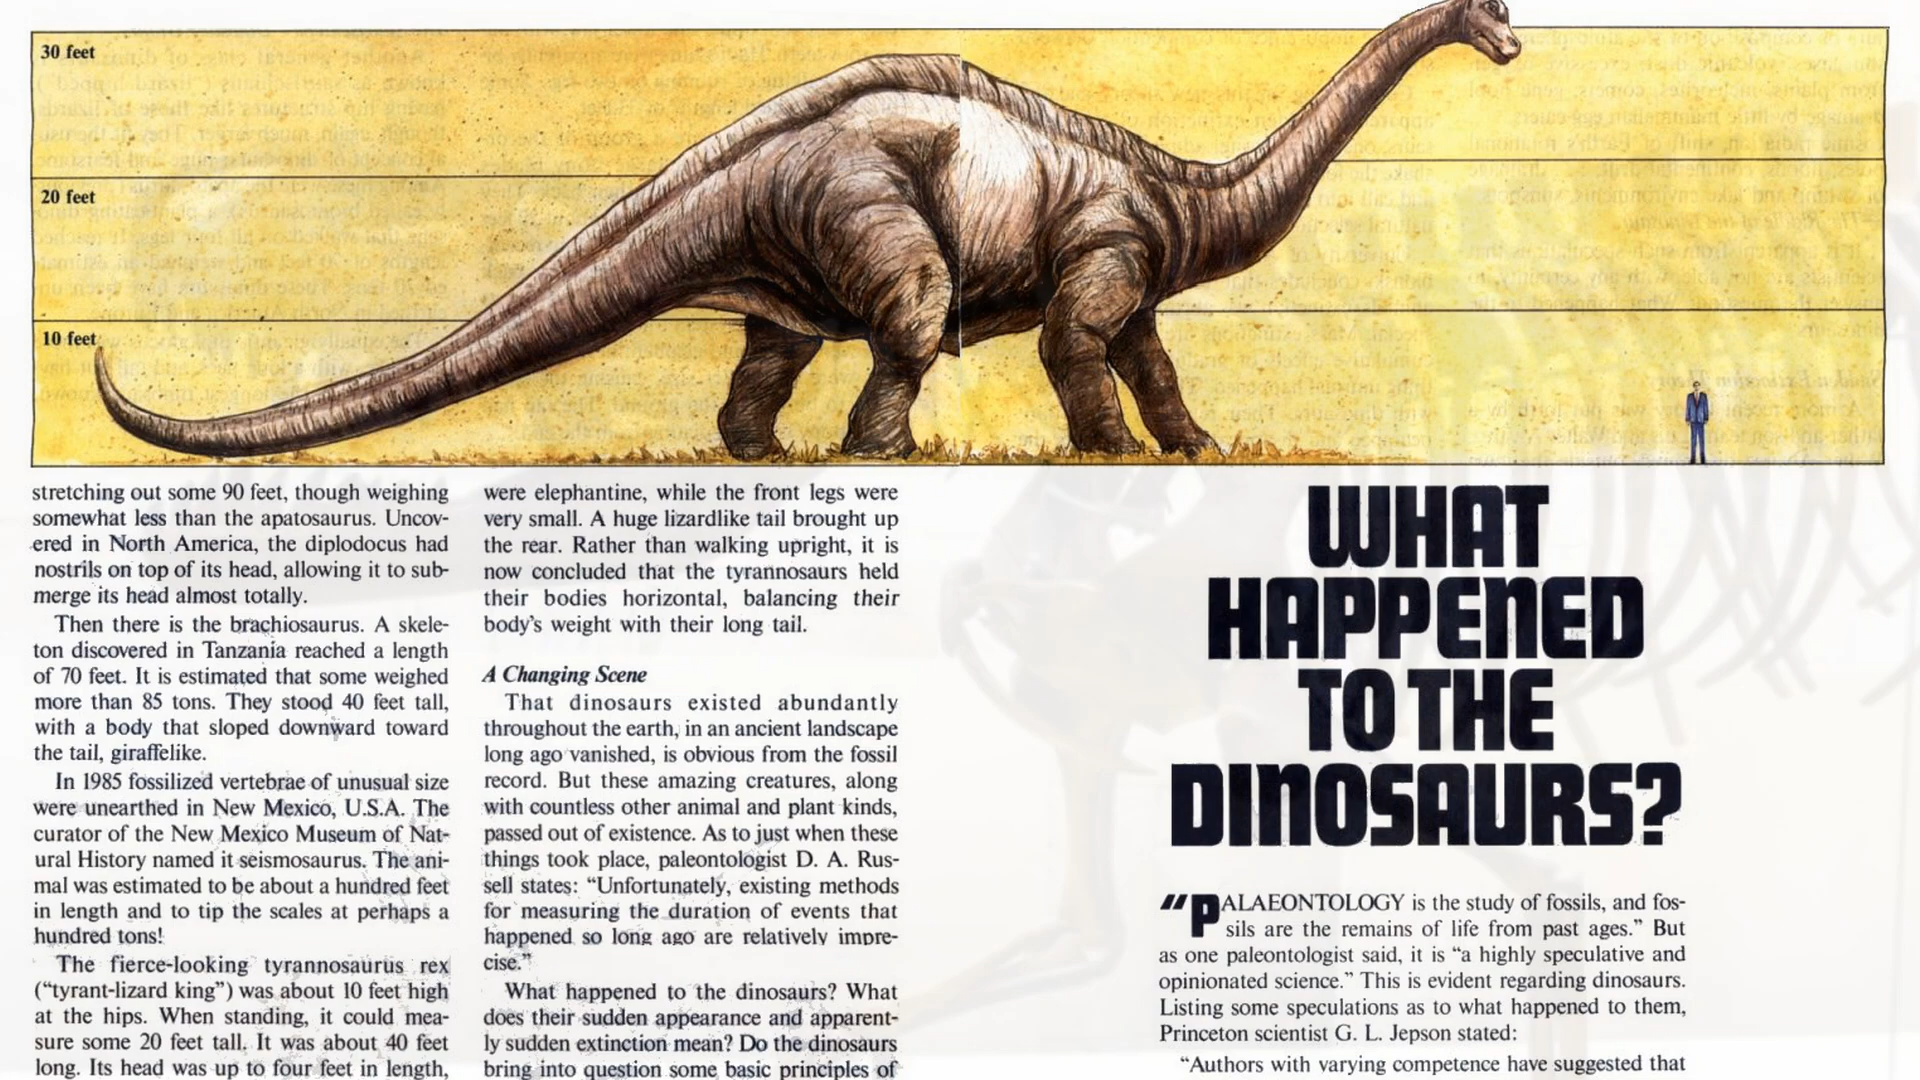 30 feet
20 feet
10 feet
stretching out some 90 feet, though weighing
somewhat less than the apatosaurus. Uncov-
ered in North America, the diplodocus had
nostrils on top of its head, allowing it to sub-
merge its head almost totally.
Then there is the brachiosaurus. A skele-
ton discovered in Tanzania reached a length
of 70 feet. It is estimated that some weighed
more than 85 tons. They stood 40 feet tall,
with a body that sloped downward toward
the tail, giraffelike.
In 1985 fossilized vertebrae of unusual size
were unearthed in New Mexico, U.S.A. The
curator of the New Mexico Museum of Nat-
ural History named it seismosaurus. The ani-
mal was estimated to be about a hundred feet
in length and to tip the scales at perhaps a
hundred tons!
The fierce-looking tyrannosaurus rex
(“tyrant-lizard king”) was about 10 feet high
at the hips. When standing, it could mea-
sure some 20 feet tall. It was about 40 feet
long. Its head was up to four feet in length,
were elephantine, while the front legs were
very small. A huge lizardlike tail brought up
the rear. Rather than walking upright, it is
now concluded that the tyrannosaurs held
their bodies horizontal, balancing their
body’s weight with their long tail.
A Changing Scene
That dinosaurs existed abundantly
throughout the earth, in an ancient landscape
long ago vanished, is obvious from the fossil
record. But these amazing creatures, along
with countless other animal and plant kinds,
passed out of existence. As to just when these
things took place, paleontologist D. A. Rus-
sell states: “Unfortunately, existing methods
for measuring the duration of events that
happened so long ago are relatively impre-
cise.”
What happened to the dinosaurs? What
does their sudden appearance and apparent-
ly sudden extinction mean? Do the dinosaurs
bring into question some basic principles of
WHAT
HAPPENED
TO THE
DINOSAURS?
“PALAEONTOLOGY is the study of fossils, and fos-
sils are the remains of life from past ages.” But
as one paleontologist said, it is “a highly speculative and
opinionated science.” This is evident regarding dinosaurs.
Listing some speculations as to what happened to them,
Princeton scientist G. L. Jepson stated:
“Authors with varying competence have suggested that